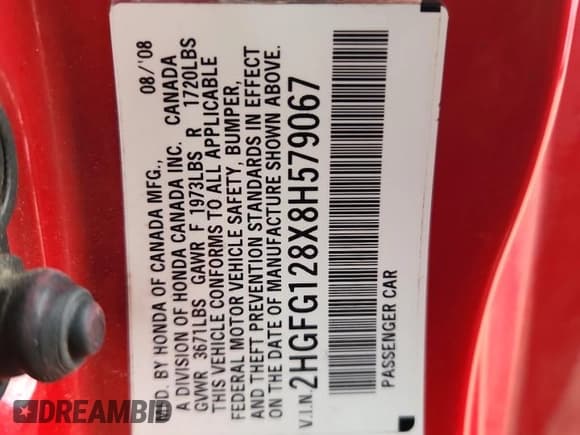 MFD. BY HONDA OF CANADA MFG., 08/'08
A DIVISION OF HONDA CANADA INC. CANADA
GVWR 3671LBS GAWR F 1973LBS R 1720LBS
THIS VEHICLE CONFORMS TO ALL APPLICABLE
FEDERAL MOTOR VEHICLE SAFETY, BUMPER,
AND THEFT PREVENTION STANDARDS IN EFFECT
ON THE DATE OF MANUFACTURE SHOWN ABOVE.
V.I.N. 2HGFG128X8H579067
PASSENGER CAR
DREAMBID